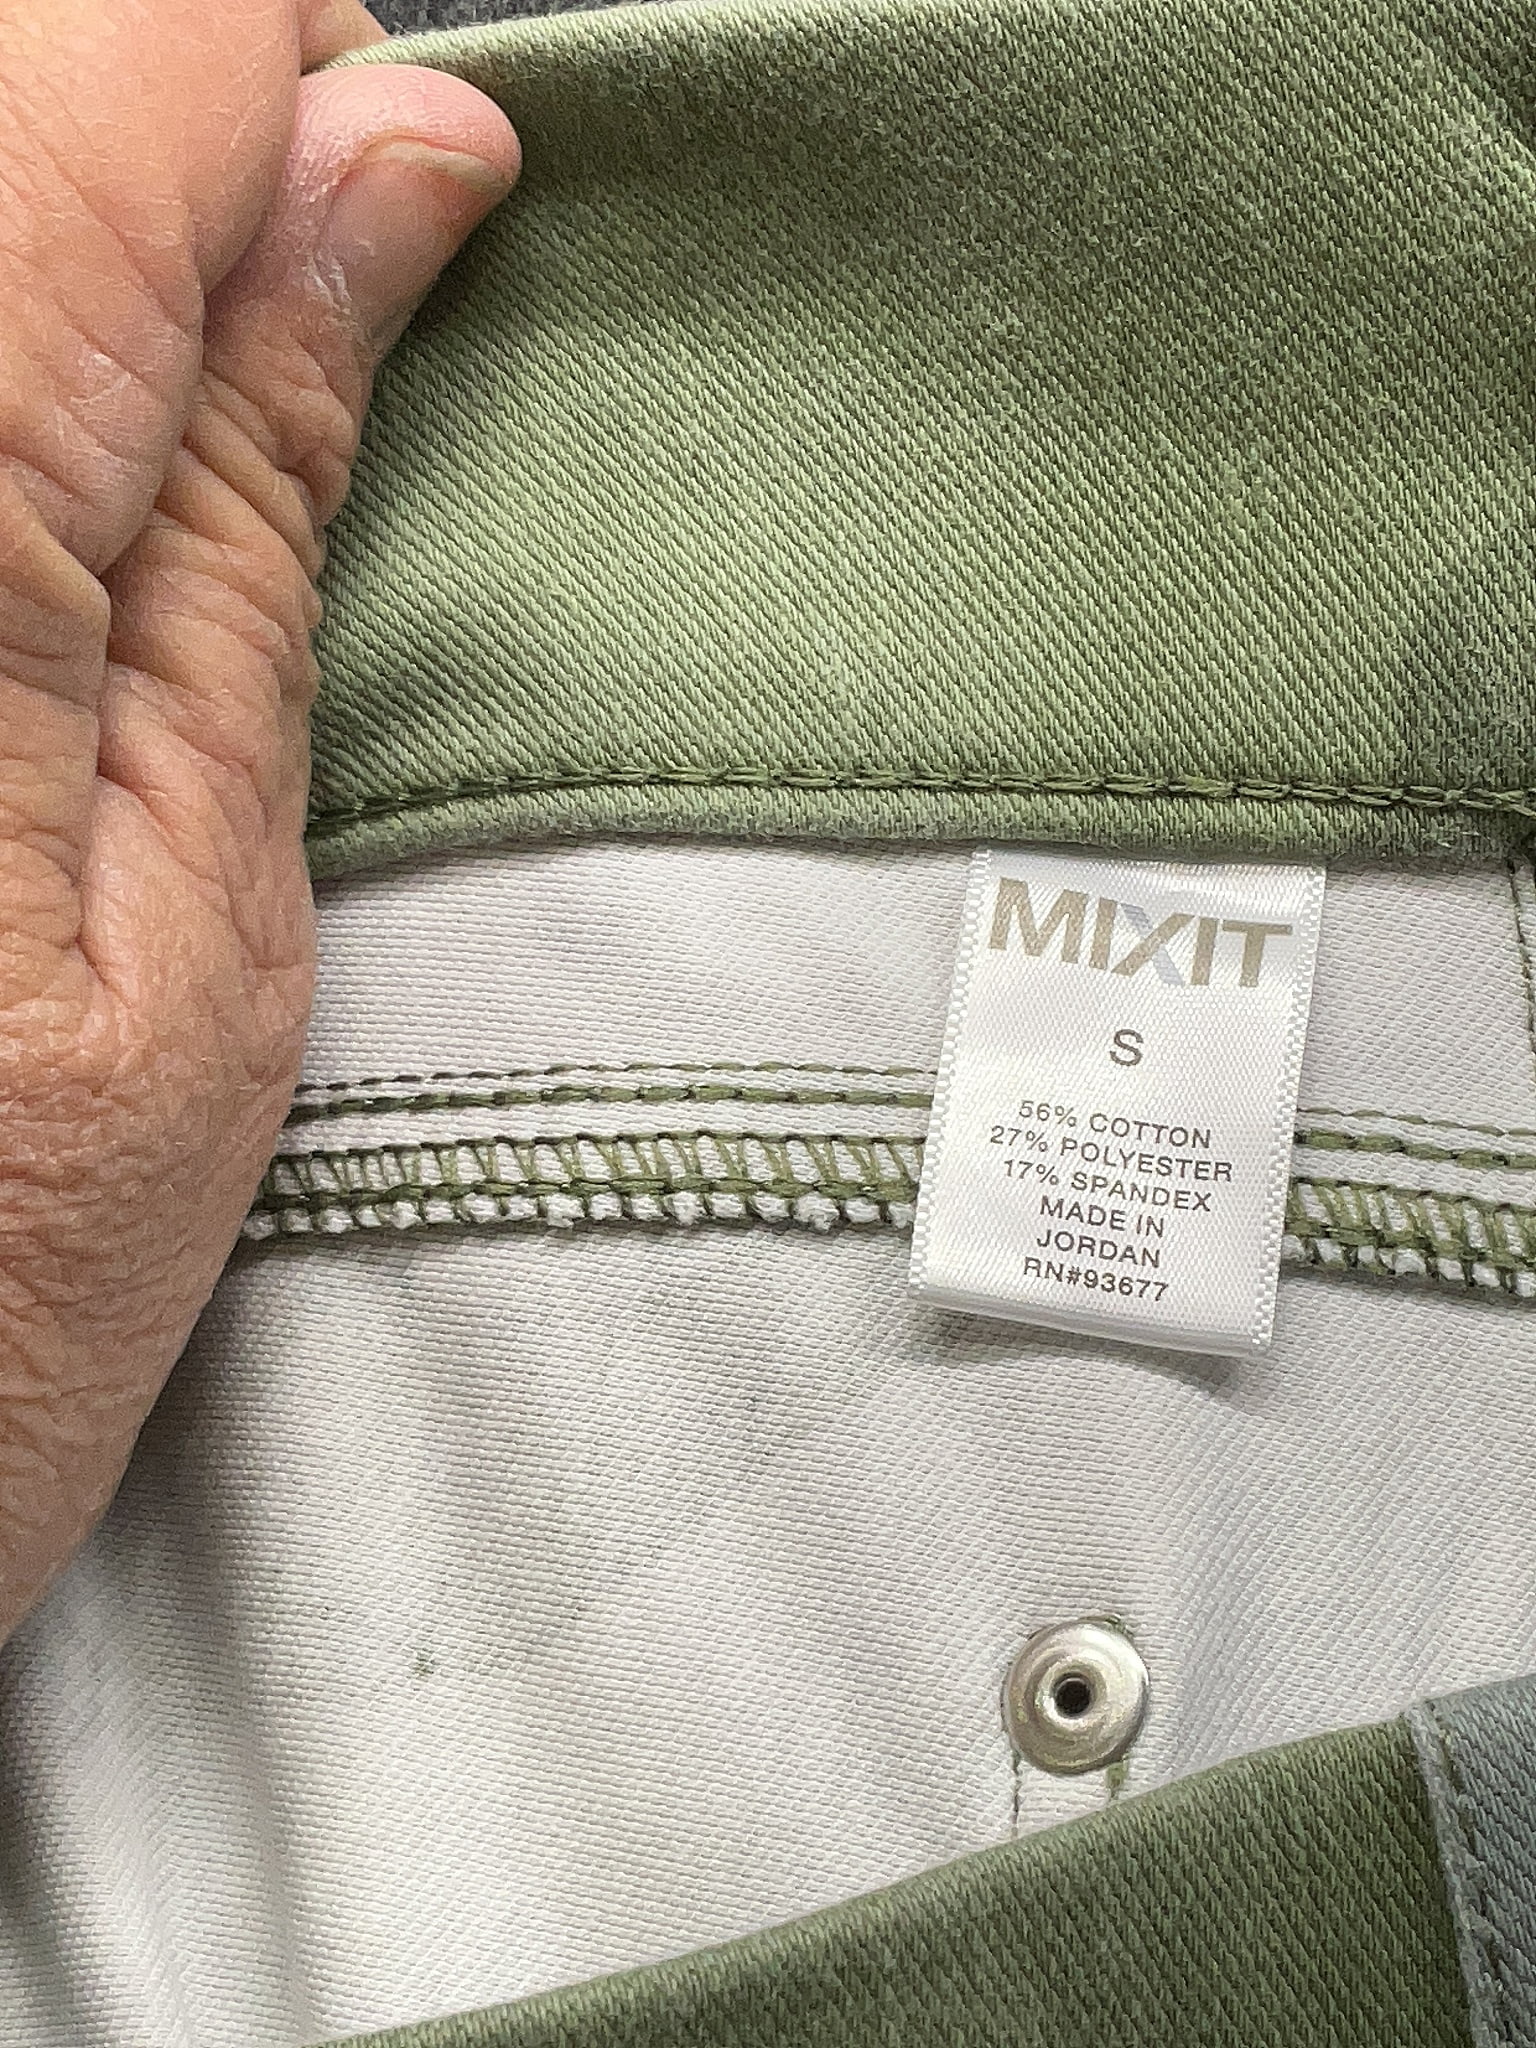 MIXIT
S
56% COTTON
27% POLYESTER
17% SPANDEX
MADE IN
JORDAN
RN#93677